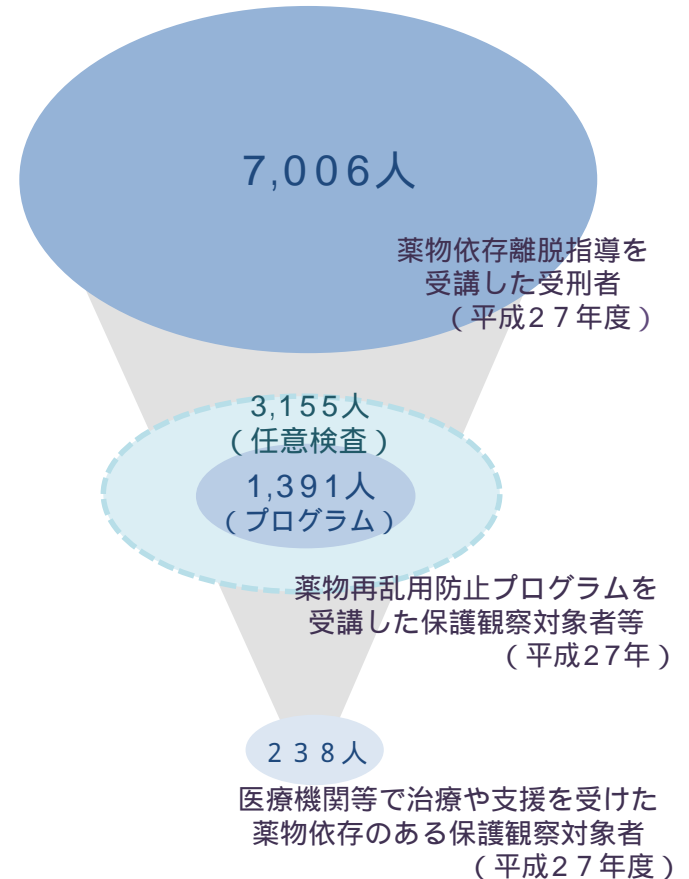 7,006人
薬物依存離脱指導を
受講した受刑者
（平成27年度）
3,155人
（任意検査）
1,391人
（プログラム）
薬物再乱用防止プログラムを
受講した保護観察対象者等
（平成27年）
238人
医療機関等で治療や支援を受けた
薬物依存のある保護観察対象者
（平成27年度）